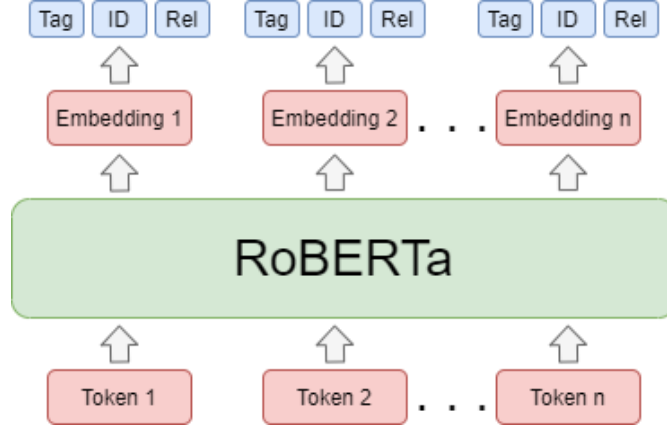 Tag ID Rel Tag ID Rel Tag ID Rel
Embedding 1 Embedding 2 . . . Embedding n
RoBERTa
Token 1 Token 2 . . . Token n